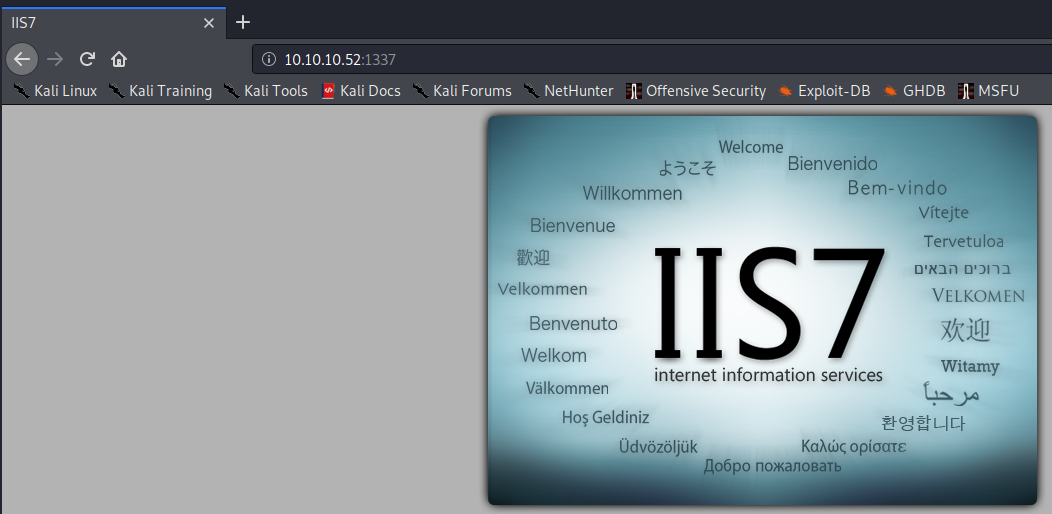 IIS7
10.10.10.52:1337
Kali Linux Kali Training Kali Tools Kali Docs Kali Forums NetHunter Offensive Security Exploit-DB GHDB MSFU
Welcome
ようこそ
Bienvenido
Willkommen
Bem-vindo
Vítejte
Bienvenue
Tervetuloa
歡迎
ברוכים הבאים
Velkommen
VELKOMEN
Benvenuto
欢迎
Welkom
Witamy
Välkommen
مرحباً
Hoş Geldiniz
환영합니다
Üdvözöljük
Καλώς ορίσατε
Добро пожаловать
IIS7
internet information services